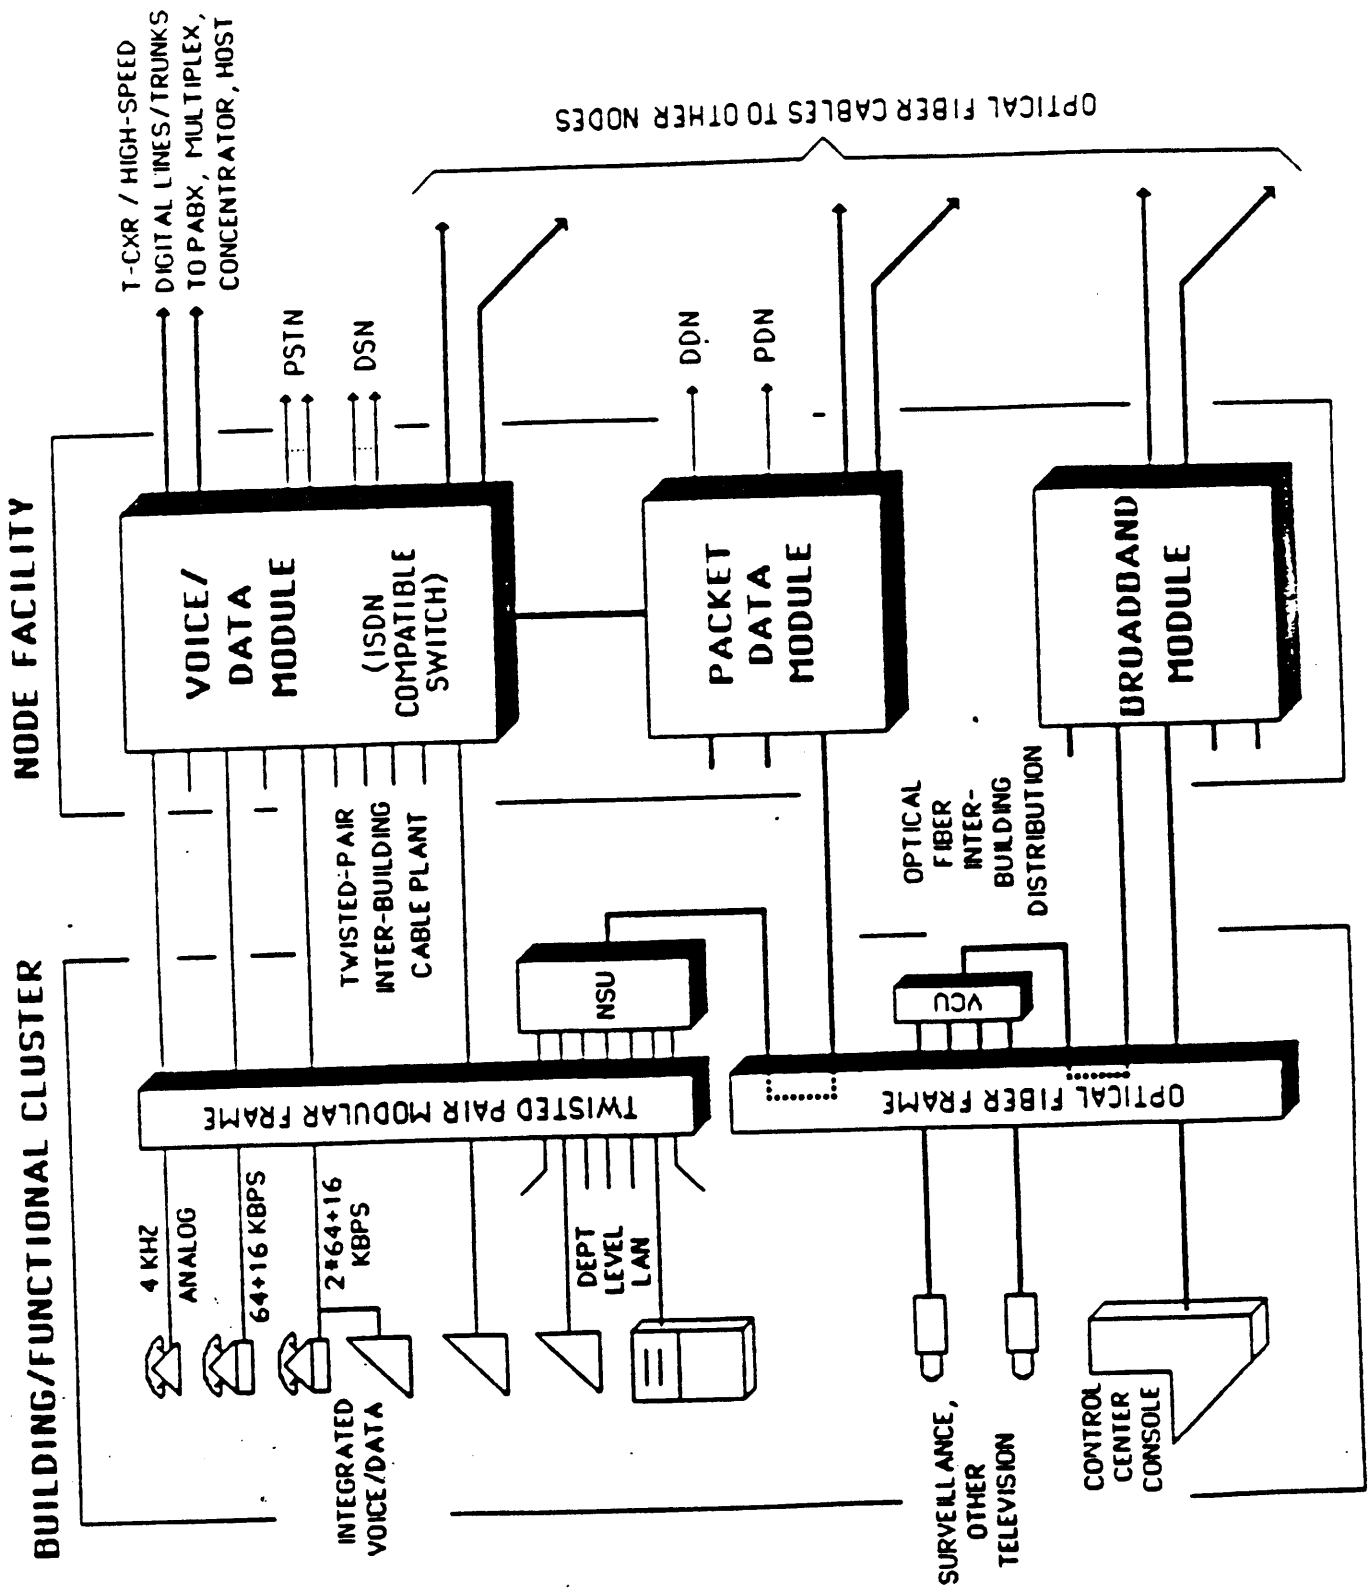 BUILDING/FUNCTIONAL CLUSTER
NODE FACILITY
4 KHZ
ANALOG
64+16 KBPS
2*64+16
KBPS
INTEGRATED
VOICE/DATA
DEPT
LEVEL
LAN
TWISTED PAIR MODULAR FRAME
NSU
TWISTED-PAIR
INTER-BUILDING
CABLE PLANT
VOICE/
DATA
MODULE
(ISDN
COMPATIBLE
SWITCH)
T-CXR / HIGH-SPEED
DIGITAL LINES/TRUNKS
TO PABX, MULTIPLEX,
CONCENTRATOR, HOST
PSTN
DSN
PACKET
DATA
MODULE
DDN
PDN
OPTICAL FIBER CABLES TO OTHER NODES
SURVEILLANCE,
OTHER
TELEVISION
CONTROL
CENTER
CONSOLE
OPTICAL FIBER FRAME
VCU
OPTICAL
FIBER
INTER-
BUILDING
DISTRIBUTION
BROADBAND
MODULE